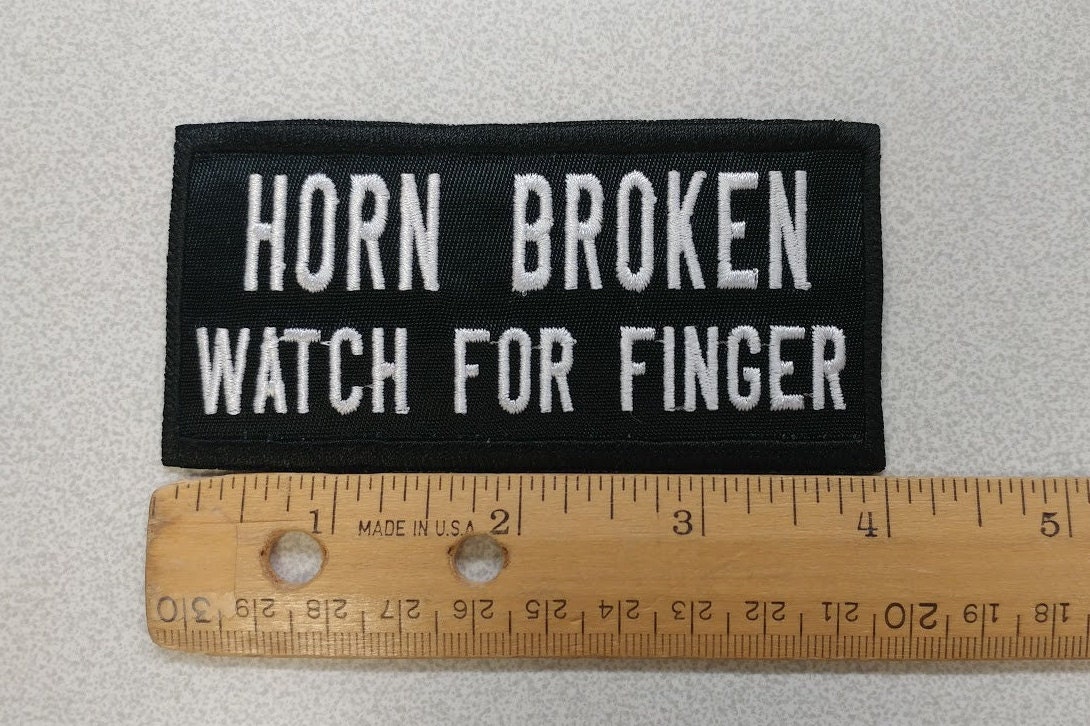 HORN BROKEN
WATCH FOR FINGER
1 MADE IN U.S.A 2 3 4 5
30 29 28 27 26 25 24 23 22 21 20 19 18